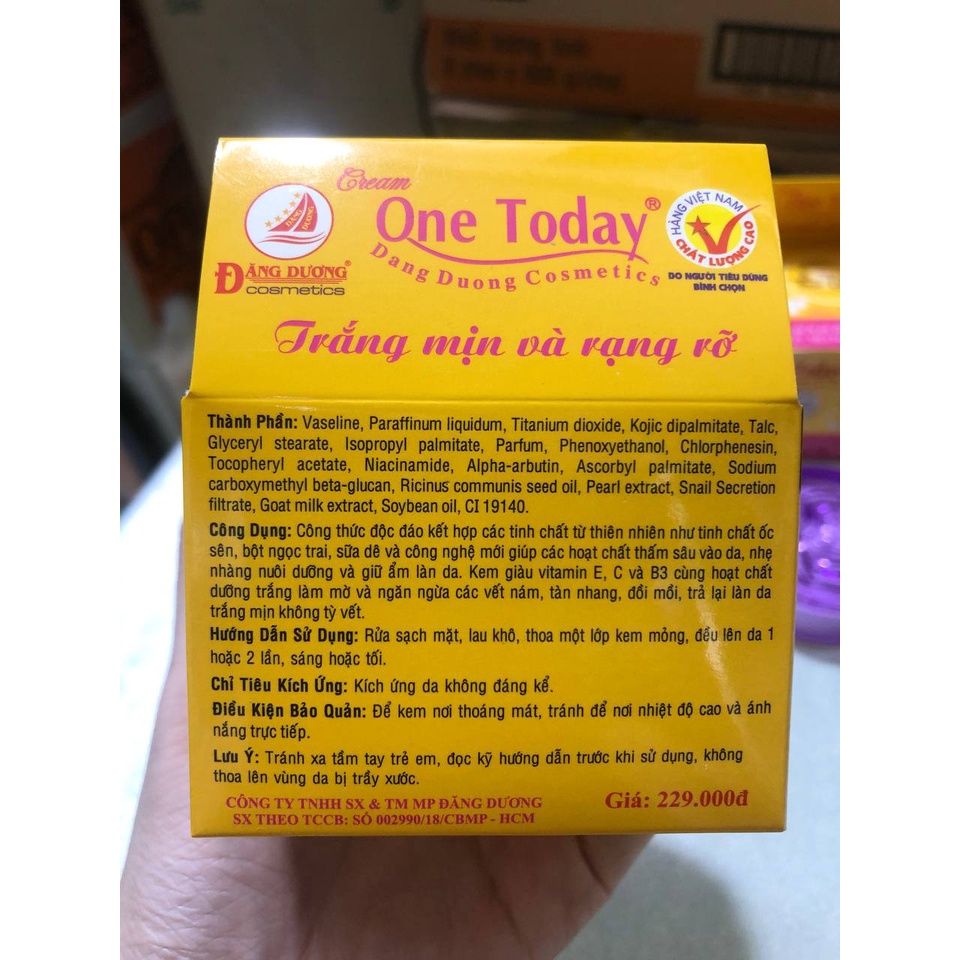 Cream
One Today®
Dang Duong Cosmetics
ĐĂNG DƯƠNG
ĐĂNG DƯƠNG®
cosmetics
HÀNG VIỆT NAM
CHẤT LƯỢNG CAO
DO NGƯỜI TIÊU DÙNG
BÌNH CHỌN
Trắng mịn và rạng rỡ
Thành Phần: Vaseline, Paraffinum liquidum, Titanium dioxide, Kojic dipalmitate, Talc,
Glyceryl stearate, Isopropyl palmitate, Parfum, Phenoxyethanol, Chlorphenesin,
Tocopheryl acetate, Niacinamide, Alpha-arbutin, Ascorbyl palmitate, Sodium
carboxymethyl beta-glucan, Ricinus communis seed oil, Pearl extract, Snail Secretion
filtrate, Goat milk extract, Soybean oil, CI 19140.
Công Dụng: Công thức độc đáo kết hợp các tinh chất từ thiên nhiên như tinh chất ốc
sên, bột ngọc trai, sữa dê và công nghệ mới giúp các hoạt chất thấm sâu vào da, nhẹ
nhàng nuôi dưỡng và giữ ẩm làn da. Kem giàu vitamin E, C và B3 cùng hoạt chất
dưỡng trắng làm mờ và ngăn ngừa các vết nám, tàn nhang, đồi mồi, trả lại làn da
trắng mịn không tỳ vết.
Hướng Dẫn Sử Dụng: Rửa sạch mặt, lau khô, thoa một lớp kem mỏng, đều lên da 1
hoặc 2 lần, sáng hoặc tối.
Chỉ Tiêu Kích Ứng: Kích ứng da không đáng kể.
Điều Kiện Bảo Quản: Để kem nơi thoáng mát, tránh để nơi nhiệt độ cao và ánh
nắng trực tiếp.
Lưu Ý: Tránh xa tầm tay trẻ em, đọc kỹ hướng dẫn trước khi sử dụng, không
thoa lên vùng da bị trầy xước.
CÔNG TY TNHH SX & TM MP ĐĂNG DƯƠNG
SX THEO TCCB: SỐ 002990/18/CBMP - HCM
Giá: 229.000đ